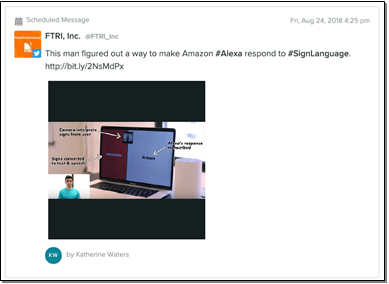 Scheduled Message
Fri, Aug 24, 2018 4:25 pm
FTRI, Inc. @FTRI_Inc
This man figured out a way to make Amazon #Alexa respond to #SignLanguage.
http://bit.ly/2NsMdPx
Camera interprets
signs from user
Alexa's response
transcribed
Signs converted
to text & speech
KW
by Katherine Waters